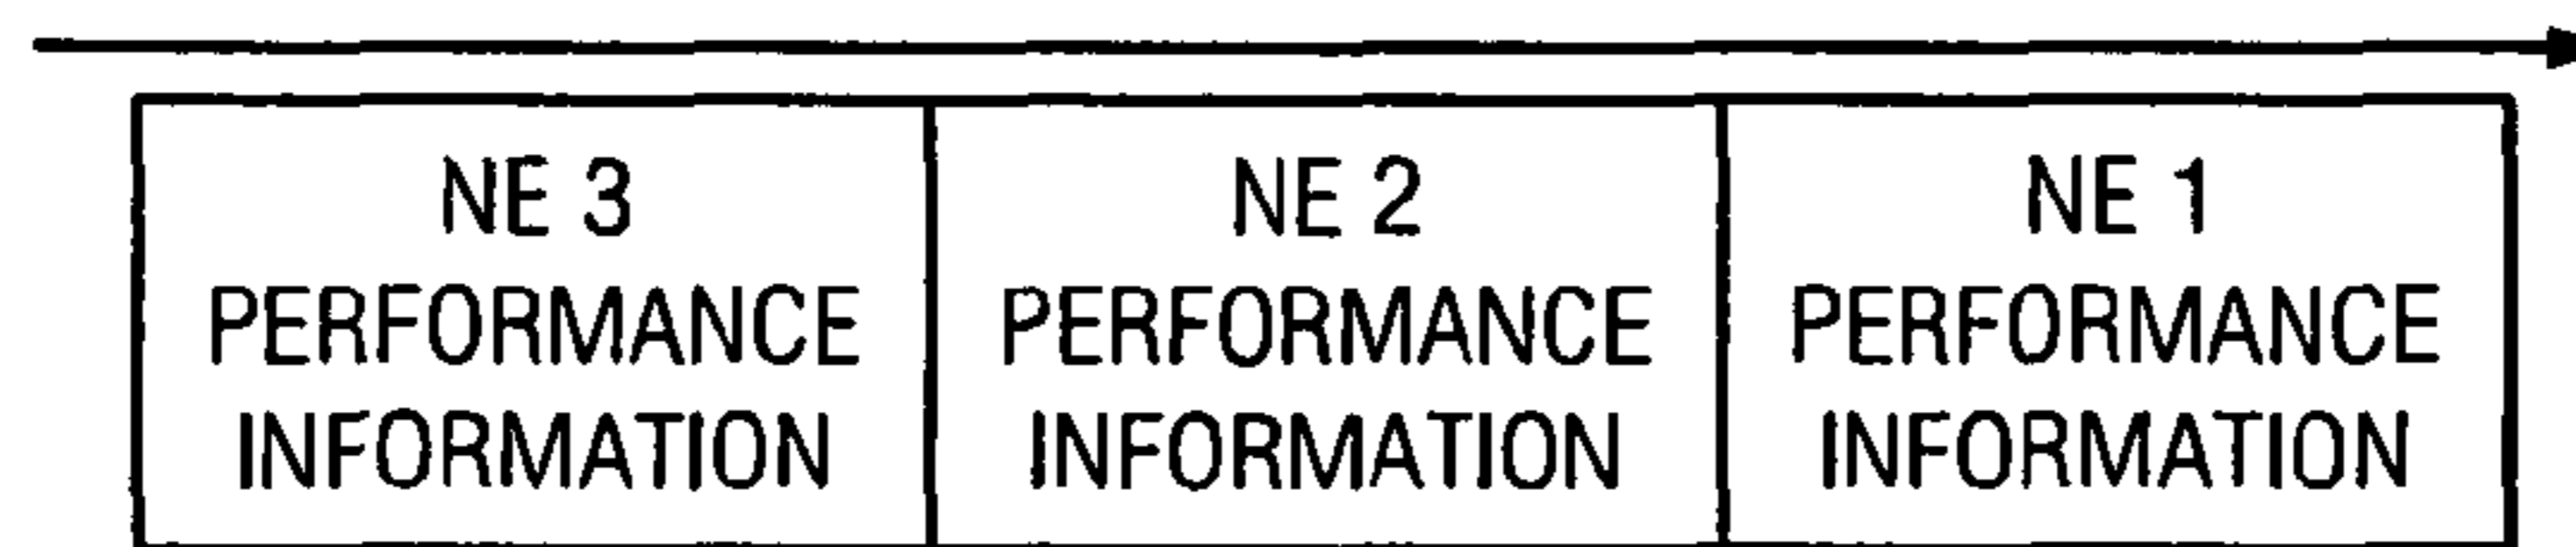 NE 3
PERFORMANCE
INFORMATION
NE 2
PERFORMANCE
INFORMATION
NE 1
PERFORMANCE
INFORMATION